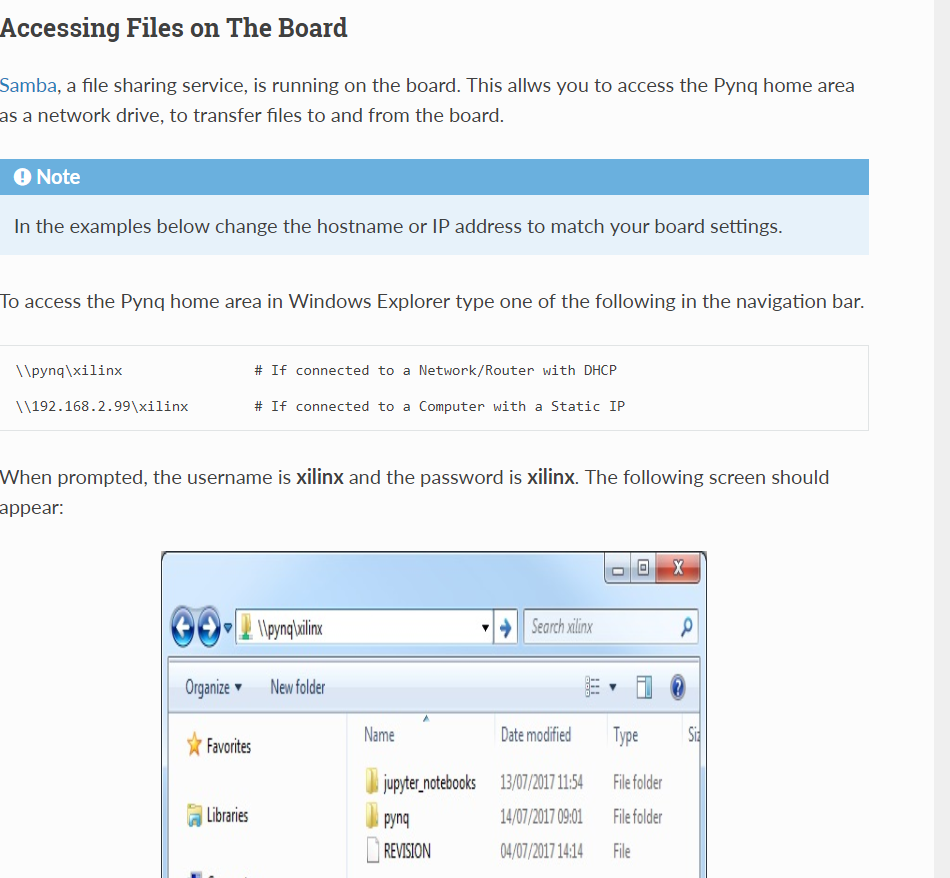 Accessing Files on The Board
Samba, a file sharing service, is running on the board. This allws you to access the Pynq home area
as a network drive, to transfer files to and from the board.
Note
In the examples below change the hostname or IP address to match your board settings.
To access the Pynq home area in Windows Explorer type one of the following in the navigation bar.
\\pynq\xilinx # If connected to a Network/Router with DHCP
\\192.168.2.99\xilinx # If connected to a Computer with a Static IP
When prompted, the username is xilinx and the password is xilinx. The following screen should
appear:
X
\\pynq\xilinx Search xilinx
Organize New folder
Name Date modified Type
Favorites
jupyter_notebooks 13/07/2017 11:54 File folder
Libraries pynq 14/07/2017 09:01 File folder
REVISION 04/07/2017 14:14 File